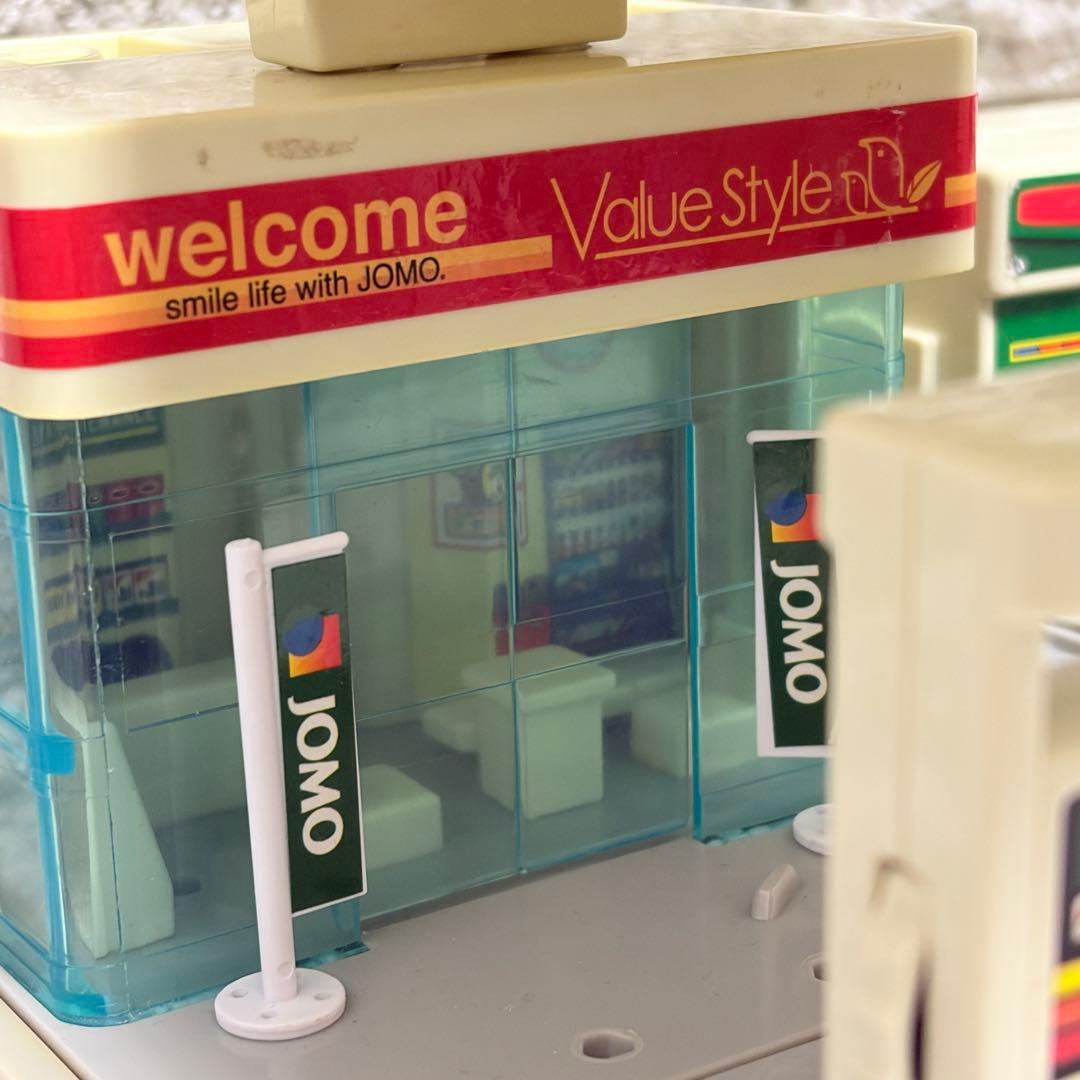 welcome
smile life with JOMO.
Value Style
JOMO
JOMO